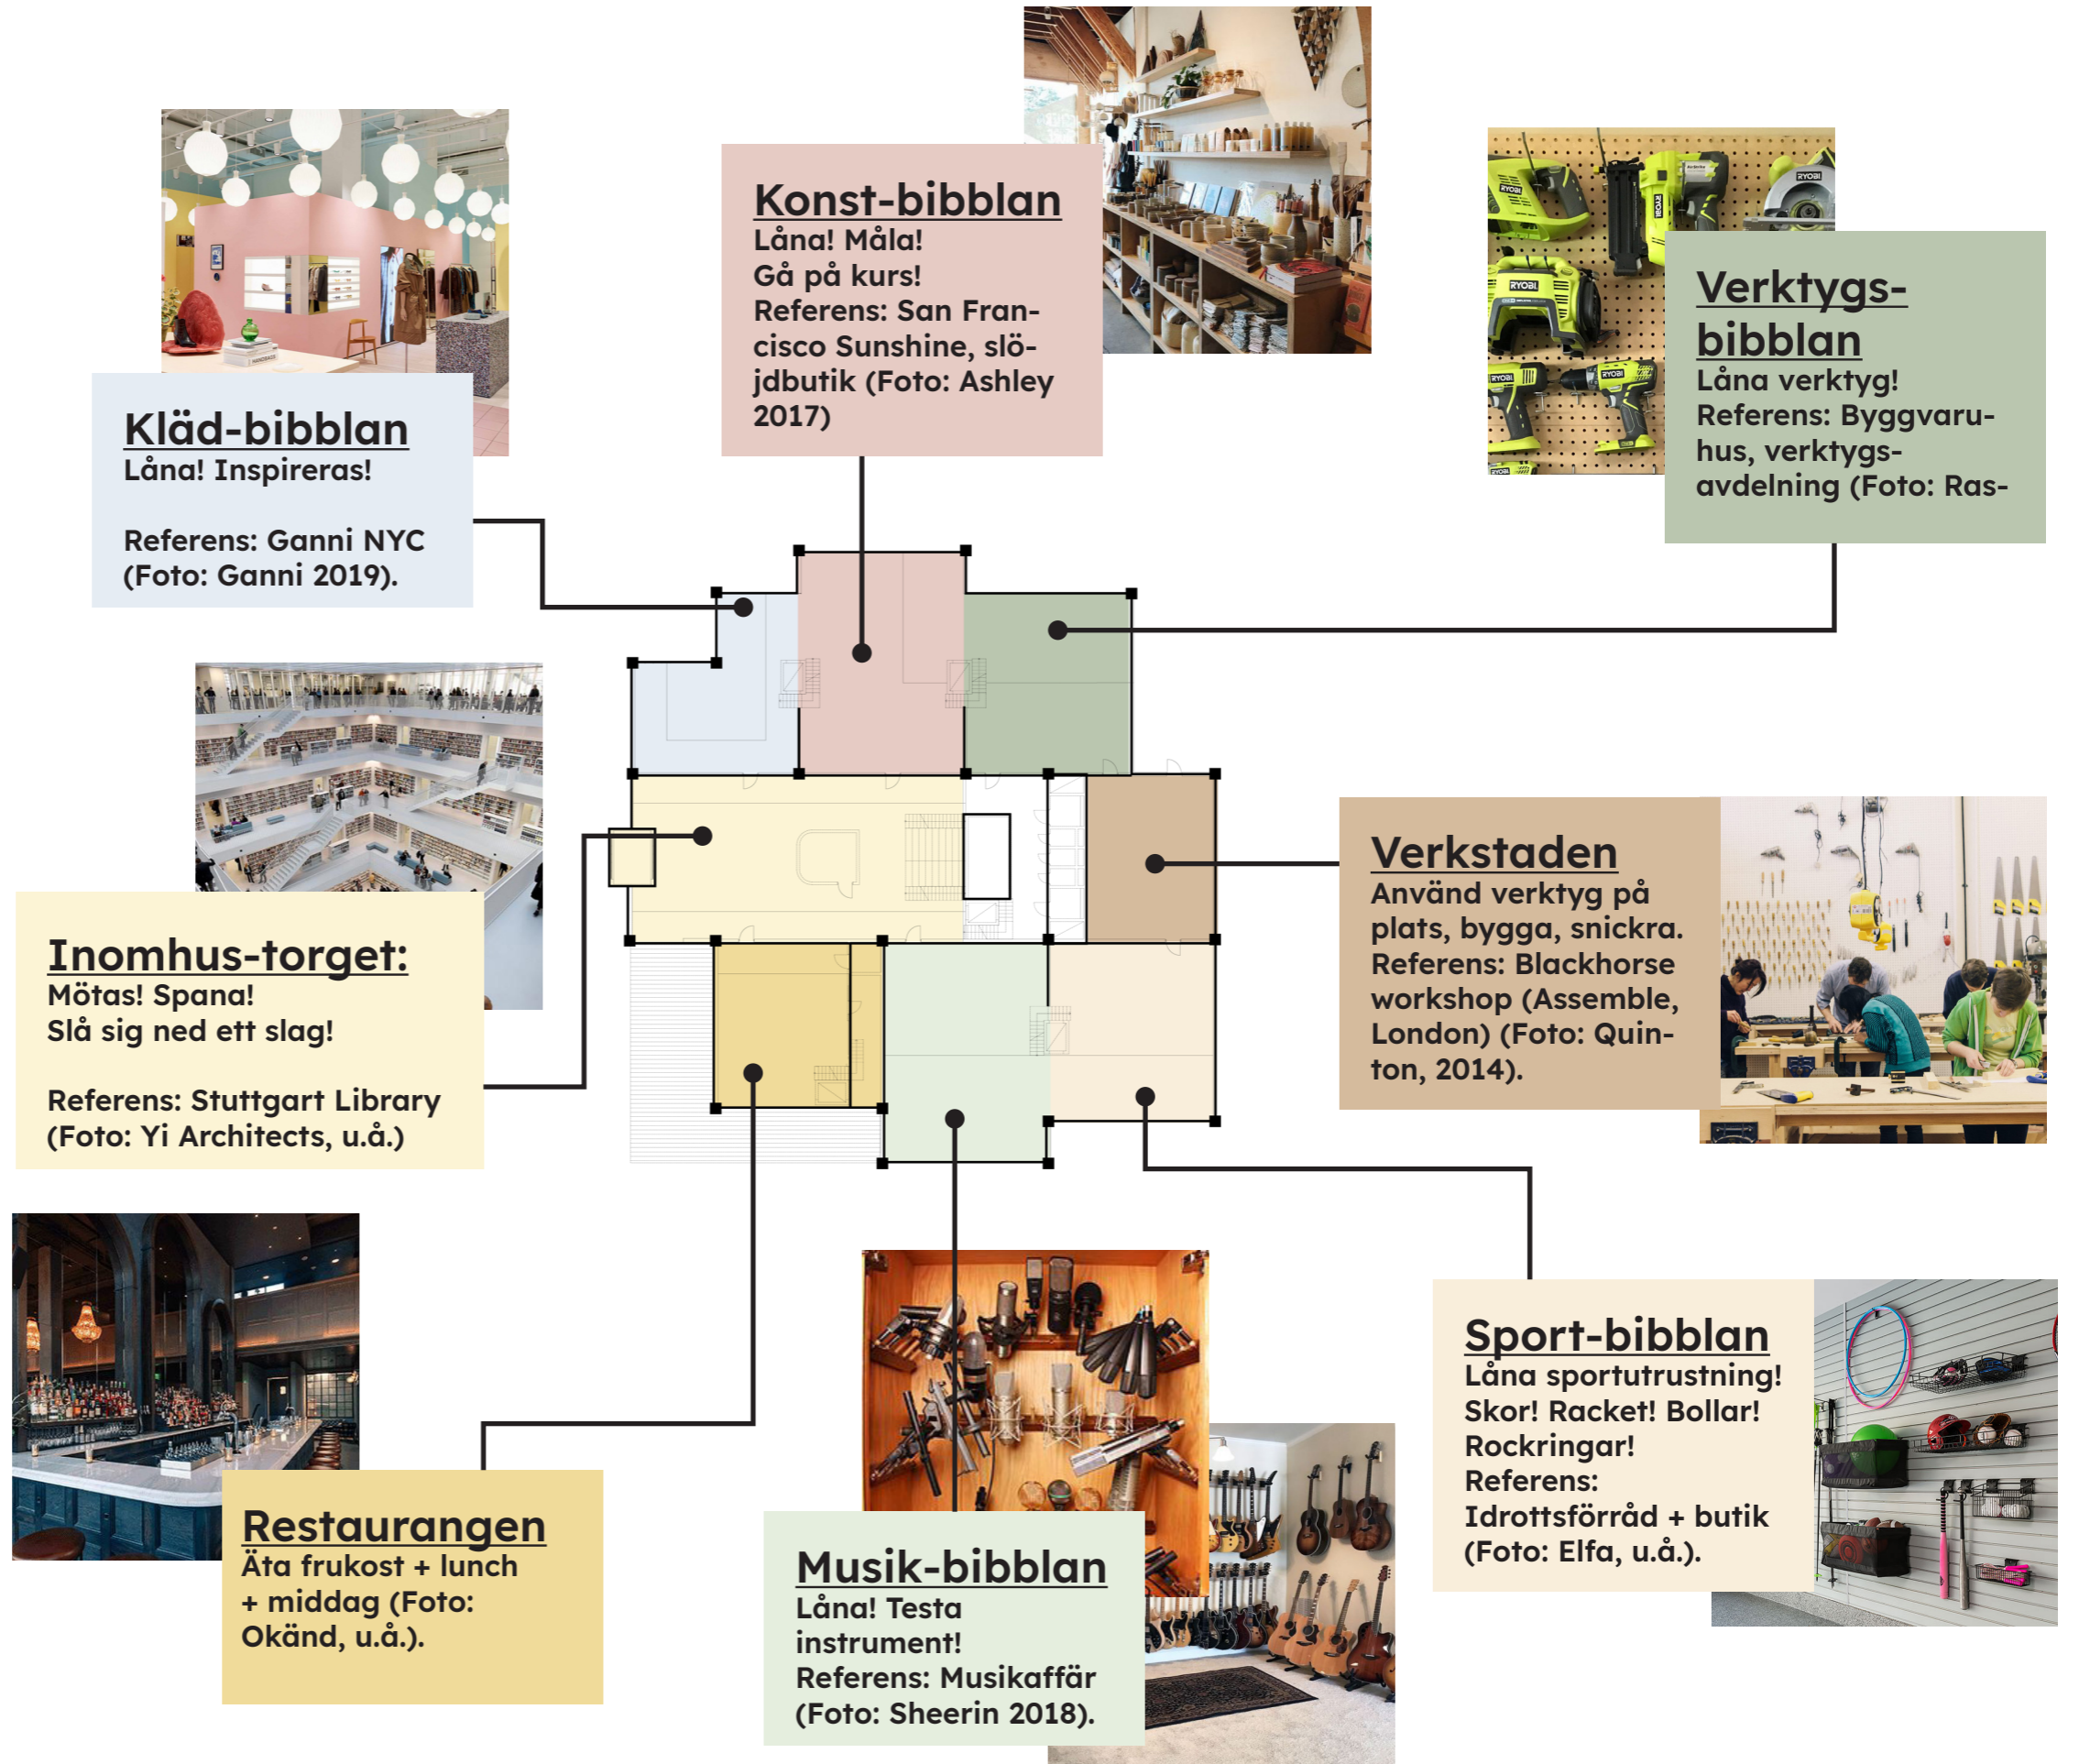 Konst-bibblan
Låna! Måla!
Gå på kurs!
Referens: San Fran-
cisco Sunshine, slö-
jdbutik (Foto: Ashley
2017)
Verktygs-
bibblan
Låna verktyg!
Referens: Byggvaru-
hus, verktygs-
avdelning (Foto: Ras-
RYOBI
RYOBI
RYOBI
RYOBI
RYOBI
RYOBI
RYOBI
Kläd-bibblan
Låna! Inspireras!
Referens: Ganni NYC
(Foto: Ganni 2019).
Verkstaden
Använd verktyg på
plats, bygga, snickra.
Referens: Blackhorse
workshop (Assemble,
London) (Foto: Quin-
ton, 2014).
Inomhus-torget:
Mötas! Spana!
Slå sig ned ett slag!
Referens: Stuttgart Library
(Foto: Yi Architects, u.å.)
Sport-bibblan
Låna sportutrustning!
Skor! Racket! Bollar!
Rockringar!
Referens:
Idrottsförråd + butik
(Foto: Elfa, u.å.).
Restaurangen
Äta frukost + lunch
+ middag (Foto:
Okänd, u.å.).
Musik-bibblan
Låna! Testa
instrument!
Referens: Musikaffär
(Foto: Sheerin 2018).